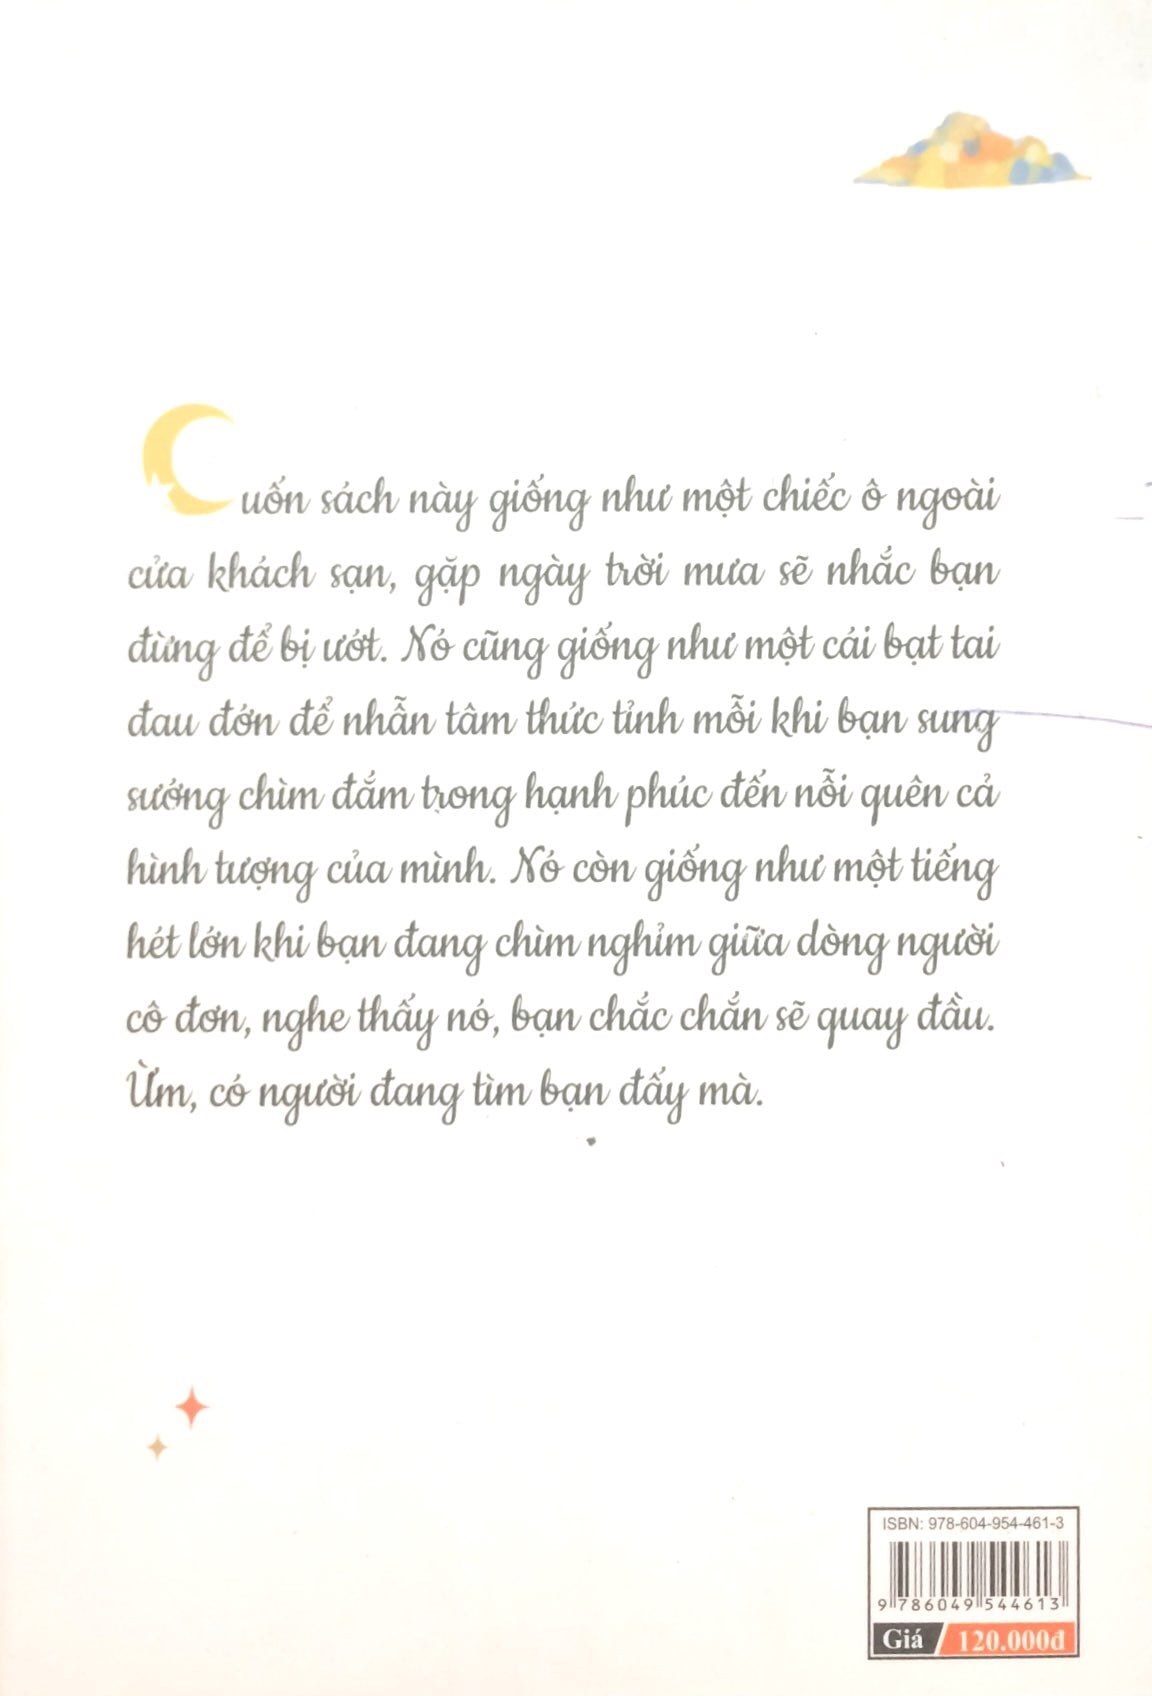 Cuốn sách này giống như một chiếc ô ngoài
cửa khách sạn, gặp ngày trời mưa sẽ nhắc bạn
đừng để bị ướt. Nó cũng giống như một cái bạt tai
đau đớn để nhẫn tâm thức tỉnh mỗi khi bạn sung
sướng chìm đắm trong hạnh phúc đến nỗi quên cả
hình tượng của mình. Nó còn giống như một tiếng
hét lớn khi bạn đang chìm nghỉm giữa dòng người
cô đơn, nghe thấy nó, bạn chắc chắn sẽ quay đầu.
Ừm, có người đang tìm bạn đấy mà.
ISBN: 978-604-954-461-3
9 786049 544613
Giá 120.000đ